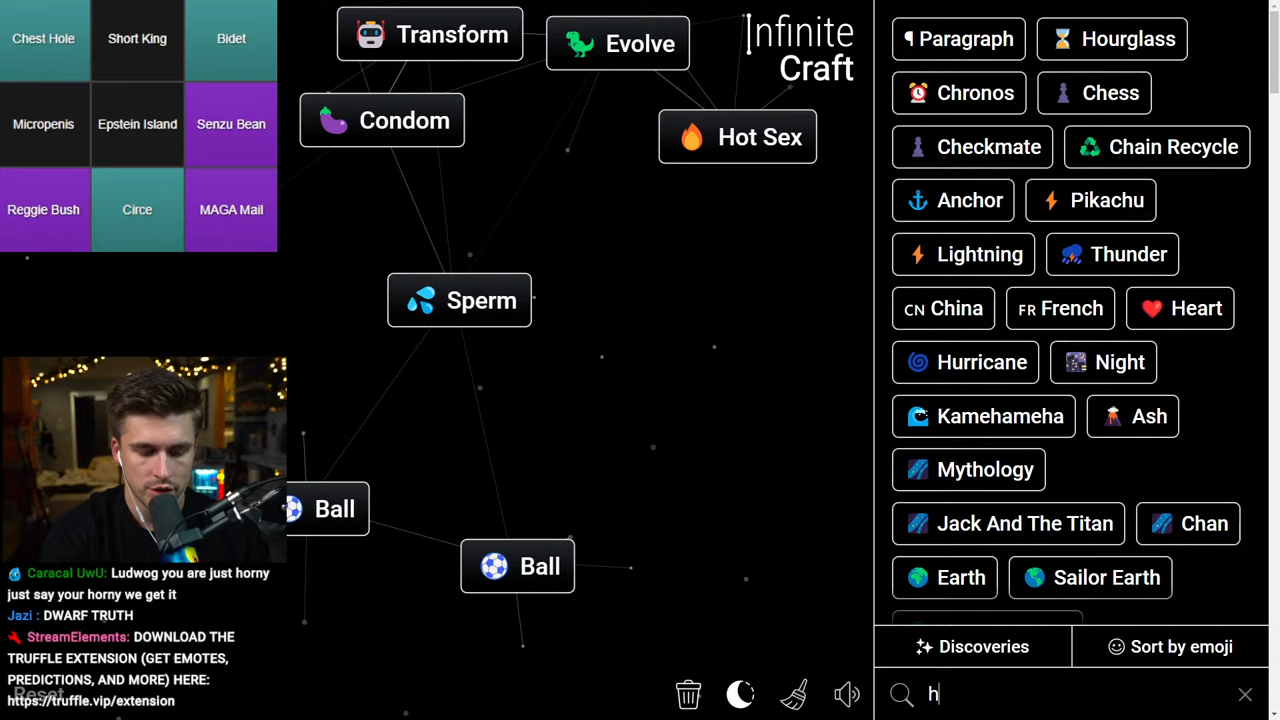 Chest Hole
Short King
Bidet
Micropenis
Epstein Island
Senzu Bean
Reggie Bush
Circe
MAGA Mail
Transform
Evolve
Infinite
Craft
Condom
Hot Sex
Sperm
Ball
Ball
¶ Paragraph
Hourglass
Chronos
Chess
Checkmate
Chain Recycle
Anchor
Pikachu
Lightning
Thunder
CN China
FR French
Heart
Hurricane
Night
Kamehameha
Ash
Mythology
Jack And The Titan
Chan
Earth
Sailor Earth
Discoveries
Sort by emoji
h
Caracal UwU: Ludwog you are just horny
just say your horny we get it
Jazi : DWARF TRUTH
StreamElements: DOWNLOAD THE
TRUFFLE EXTENSION (GET EMOTES,
PREDICTIONS, AND MORE) HERE:
https://truffle.vip/extension
Reset